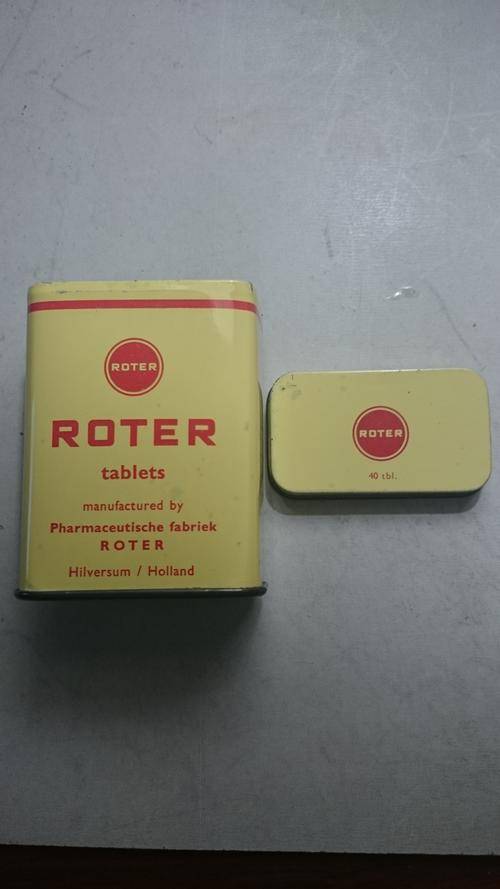 ROTER
ROTER
tablets
manufactured by
Pharmaceutische fabriek
ROTER
Hilversum / Holland
ROTER
40 tbl.